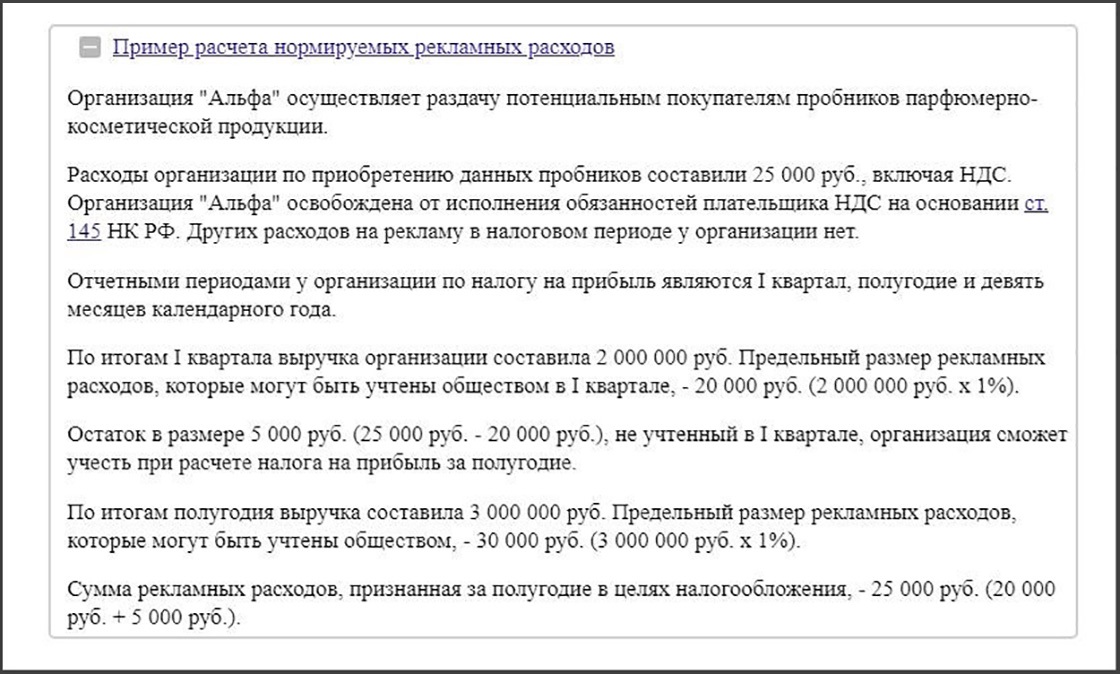 Пример расчета нормируемых рекламных расходов
Организация "Альфа" осуществляет раздачу потенциальным покупателям пробников парфюмерно-
косметической продукции.
Расходы организации по приобретению данных пробников составили 25 000 руб., включая НДС.
Организация "Альфа" освобождена от исполнения обязанностей плательщика НДС на основании ст.
145 НК РФ. Других расходов на рекламу в налоговом периоде у организации нет.
Отчетными периодами у организации по налогу на прибыль являются I квартал, полугодие и девять
месяцев календарного года.
По итогам I квартала выручка организации составила 2 000 000 руб. Предельный размер рекламных
расходов, которые могут быть учтены обществом в I квартале, - 20 000 руб. (2 000 000 руб. x 1%).
Остаток в размере 5 000 руб. (25 000 руб. - 20 000 руб.), не учтенный в I квартале, организация сможет
учесть при расчете налога на прибыль за полугодие.
По итогам полугодия выручка составила 3 000 000 руб. Предельный размер рекламных расходов,
которые могут быть учтены обществом, - 30 000 руб. (3 000 000 руб. x 1%).
Сумма рекламных расходов, признанная за полугодие в целях налогообложения, - 25 000 руб. (20 000
руб. + 5 000 руб.).